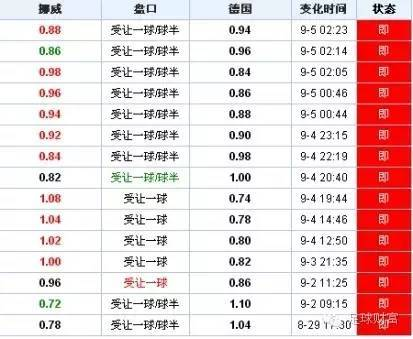 挪威 盘口 德国 变化时间 状态
0.88 受让一球/球半 0.94 9-5 02:23 即
0.86 受让一球/球半 0.96 9-5 02:14 即
0.98 受让一球/球半 0.84 9-5 02:05 即
0.96 受让一球/球半 0.86 9-5 00:46 即
0.94 受让一球/球半 0.88 9-5 00:44 即
0.92 受让一球/球半 0.90 9-4 23:15 即
0.84 受让一球/球半 0.98 9-4 22:19 即
0.82 受让一球/球半 1.00 9-4 20:40 即
1.08 受让一球 0.74 9-4 19:44 即
1.04 受让一球 0.78 9-4 14:46 即
1.02 受让一球 0.80 9-4 12:50 即
1.00 受让一球 0.82 9-3 21:35 即
0.96 受让一球 0.86 9-2 11:25 即
0.72 受让一球/球半 1.10 9-2 09:15 即
0.78 受让一球/球半 1.04 8-29 17:30 即
足球财富